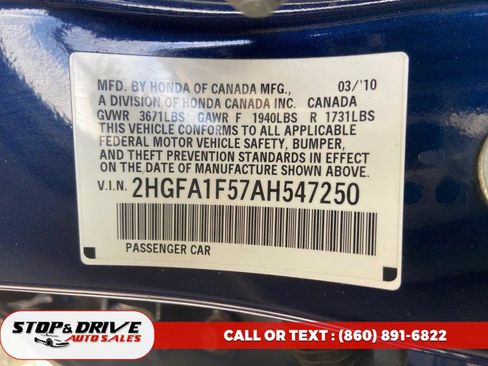 MFD. BY HONDA OF CANADA MFG., 03/'10
A DIVISION OF HONDA CANADA INC. CANADA
GVWR 3671LBS GAWR F 1940LBS R 1731LBS
THIS VEHICLE CONFORMS TO ALL APPLICABLE
FEDERAL MOTOR VEHICLE SAFETY, BUMPER,
AND THEFT PREVENTION STANDARDS IN EFFECT
ON THE DATE OF MANUFACTURE SHOWN ABOVE.
V.I.N. 2HGFA1F57AH547250
PASSENGER CAR
STOP & DRIVE
AUTO SALES
CALL OR TEXT : (860) 891-6822